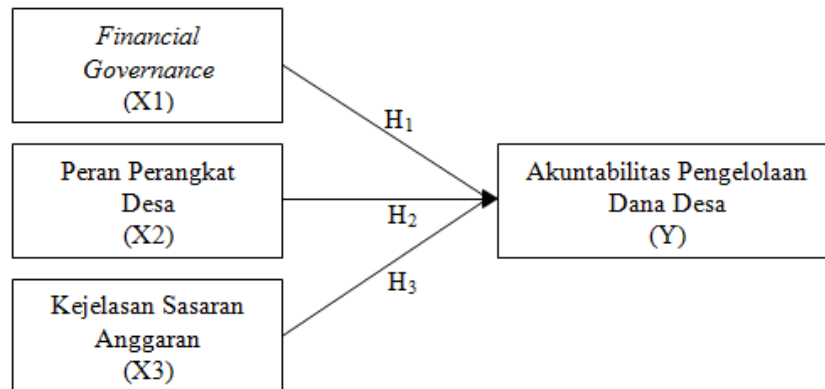 Financial
Governance
(X1)
H1
Peran Perangkat
Desa
(X2)
H2
Akuntabilitas Pengelolaan
Dana Desa
(Y)
H3
Kejelasan Sasaran
Anggaran
(X3)